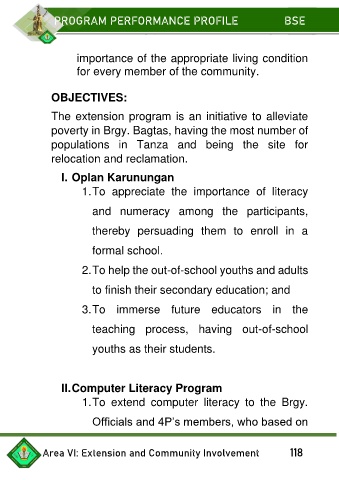 PROGRAM PERFORMANCE PROFILE BSE
importance of the appropriate living condition
for every member of the community.
OBJECTIVES:
The extension program is an initiative to alleviate
poverty in Brgy. Bagtas, having the most number of
populations in Tanza and being the site for
relocation and reclamation.
I. Oplan Karunungan
1. To appreciate the importance of literacy
and numeracy among the participants,
thereby persuading them to enroll in a
formal school.
2. To help the out-of-school youths and adults
to finish their secondary education; and
3. To immerse future educators in the
teaching process, having out-of-school
youths as their students.
II. Computer Literacy Program
1. To extend computer literacy to the Brgy.
Officials and 4P's members, who based on
Area VI: Extension and Community Involvement 118